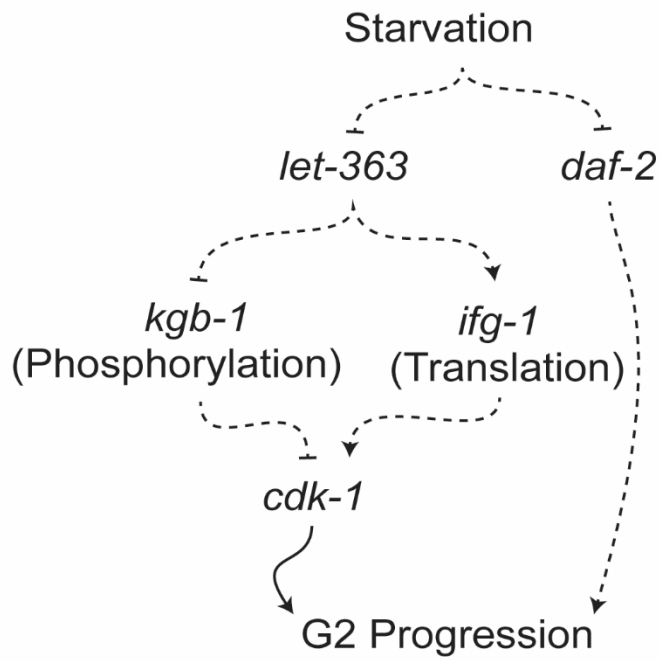 Starvation
let-363
daf-2
kgb-1
(Phosphorylation)
ifg-1
(Translation)
cdk-1
G2 Progression